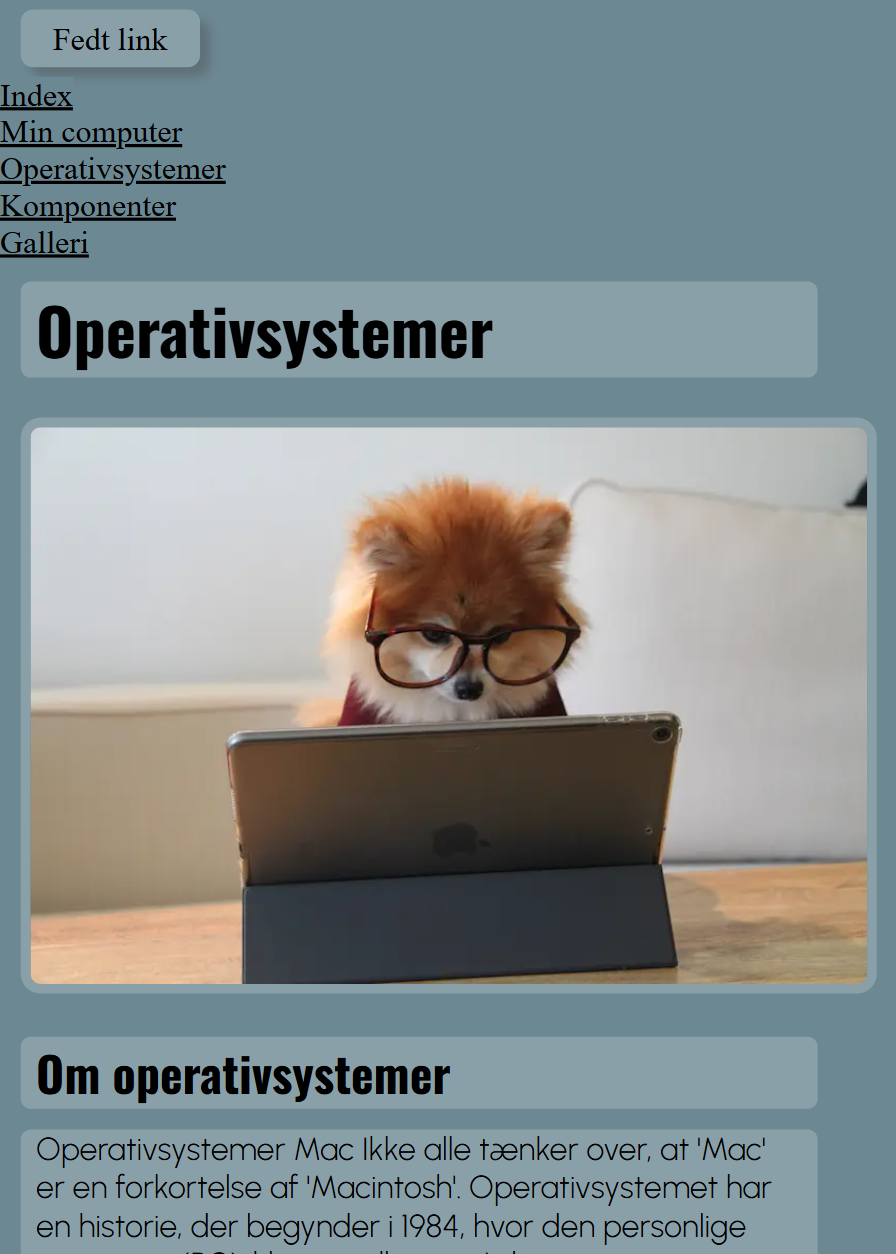 Fedt link
Index
Min computer
Operativsystemer
Komponenter
Galleri
Operativsystemer
Om operativsystemer
Operativsystemer Mac Ikke alle tænker over, at 'Mac'
er en forkortelse af 'Macintosh'. Operativsystemet har
en historie, der begynder i 1984, hvor den personlige